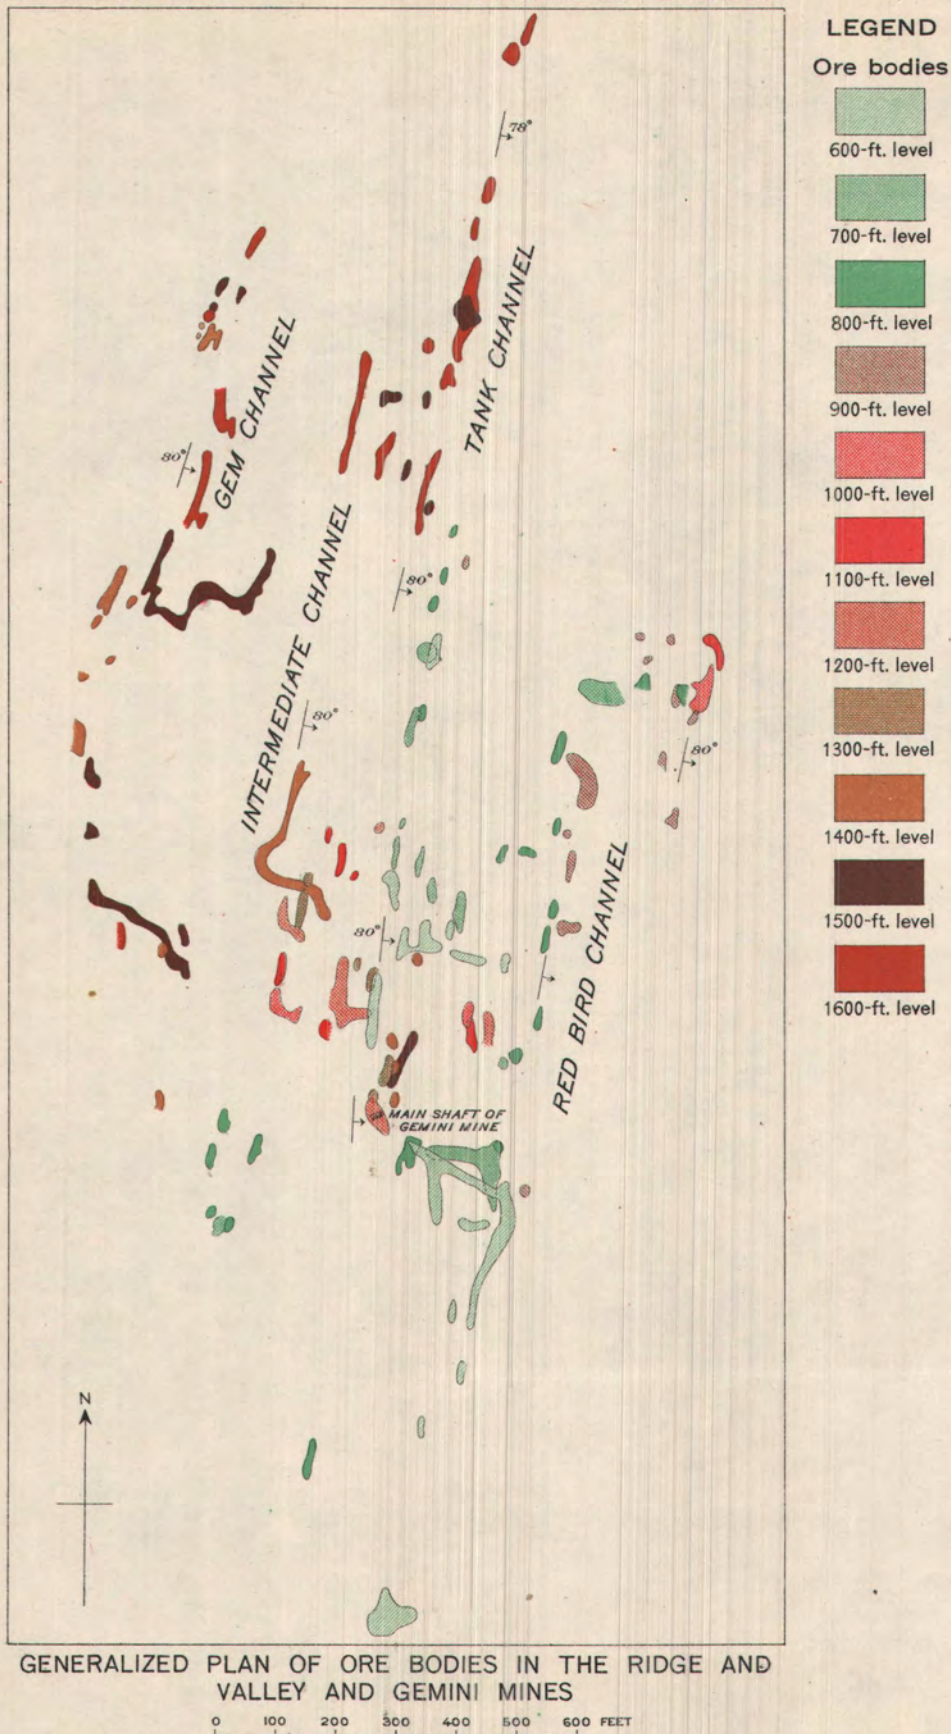 LEGEND
Ore bodies
600-ft. level
700-ft. level
800-ft. level
900-ft. level
1000-ft. level
1100-ft. level
1200-ft. level
1300-ft. level
1400-ft. level
1500-ft. level
1600-ft. level
78°
TANK CHANNEL
GEM CHANNEL
80°
INTERMEDIATE CHANNEL
80°
80°
80°
80°
RED BIRD CHANNEL
MAIN SHAFT OF
GEMINI MINE
N
GENERALIZED PLAN OF ORE BODIES IN THE RIDGE AND
VALLEY AND GEMINI MINES
0 100 200 300 400 500 600 FEET